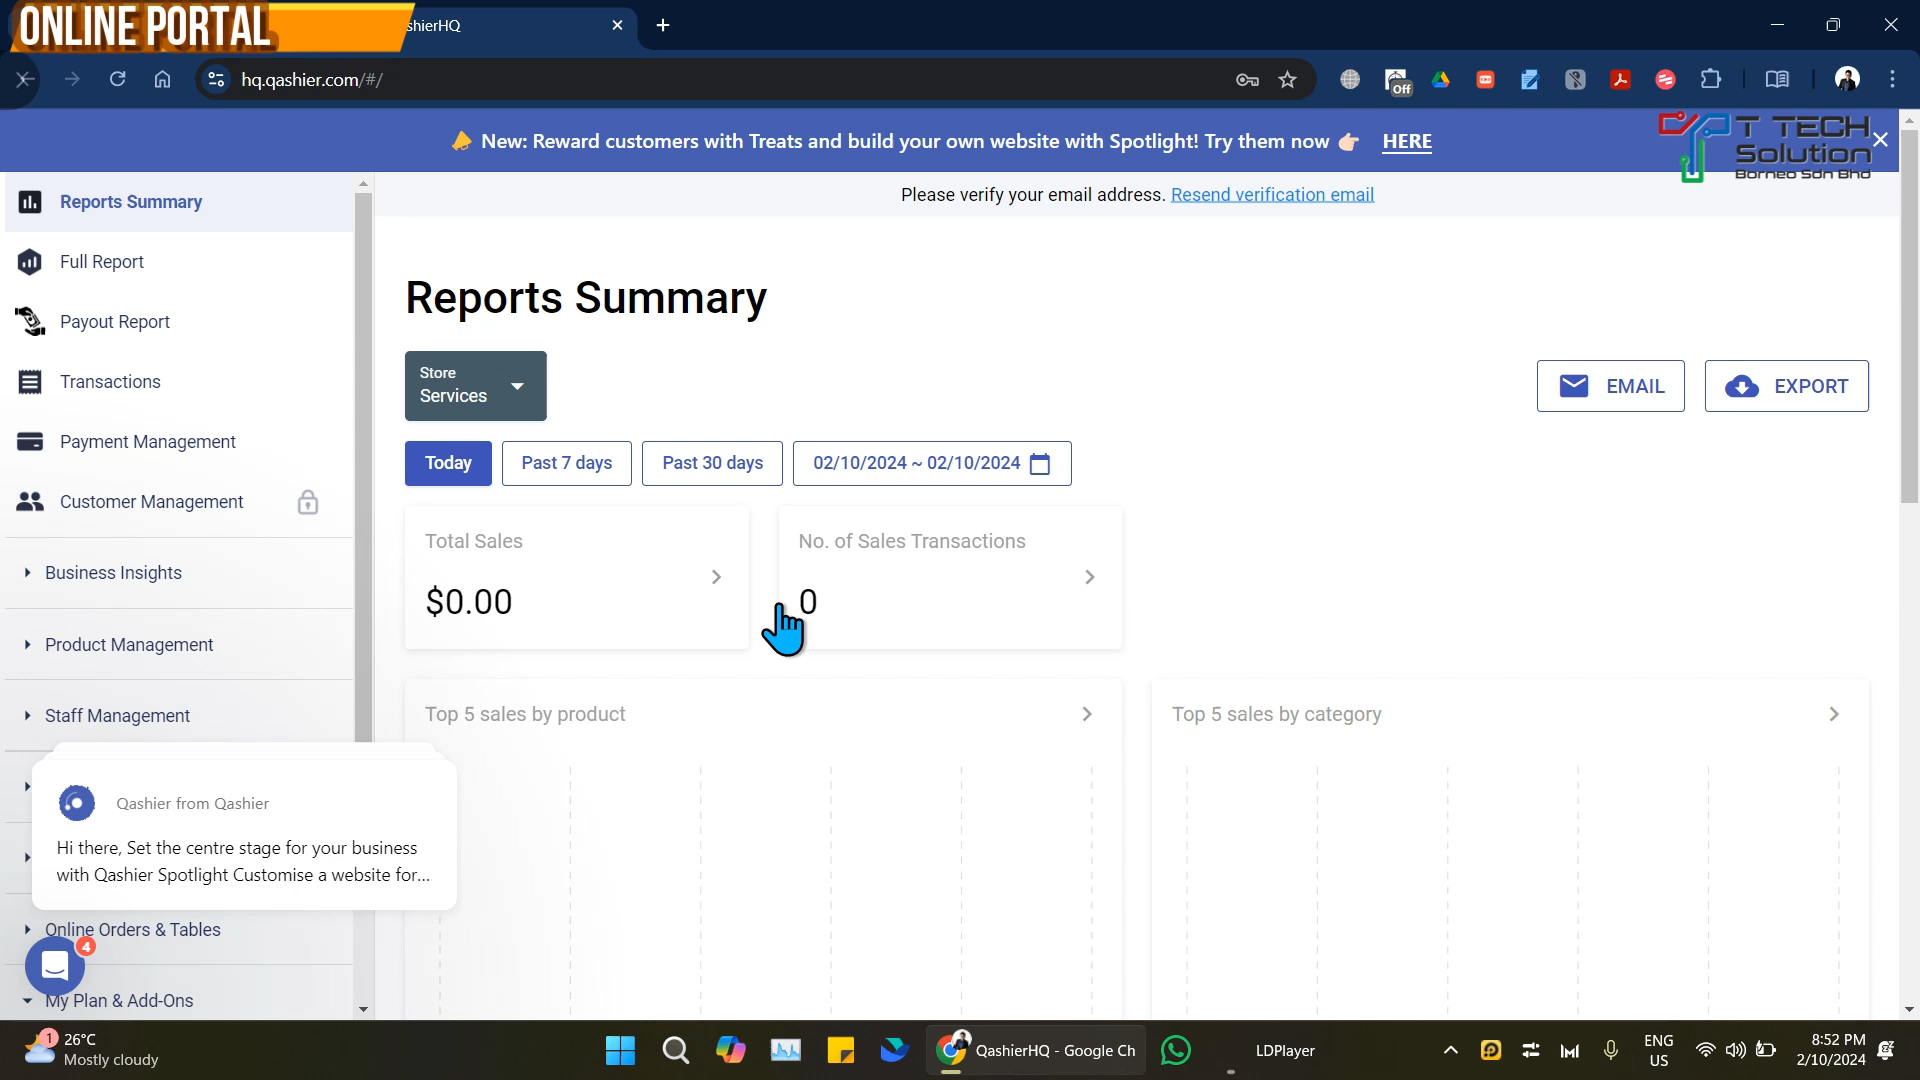 ONLINE PORTAL
shierHQ
hq.qashier.com/#/
Off
New: Reward customers with Treats and build your own website with Spotlight! Try them now HERE
T TECH
Solution
Borneo Sdn Bhd
Please verify your email address. Resend verification email
Reports Summary
Full Report
Payout Report
Transactions
Payment Management
Customer Management
Business Insights
Product Management
Staff Management
Qashier from Qashier
Hi there, Set the centre stage for your business
with Qashier Spotlight Customise a website for...
Online Orders & Tables
4
My Plan & Add-Ons
Reports Summary
Store
Services
EMAIL
EXPORT
Today
Past 7 days
Past 30 days
02/10/2024 ~ 02/10/2024
Total Sales
$0.00
No. of Sales Transactions
0
Top 5 sales by product
Top 5 sales by category
1
26°C
Mostly cloudy
QashierHQ - Google Ch
LDPlayer
ENG
US
8:52 PM
2/10/2024